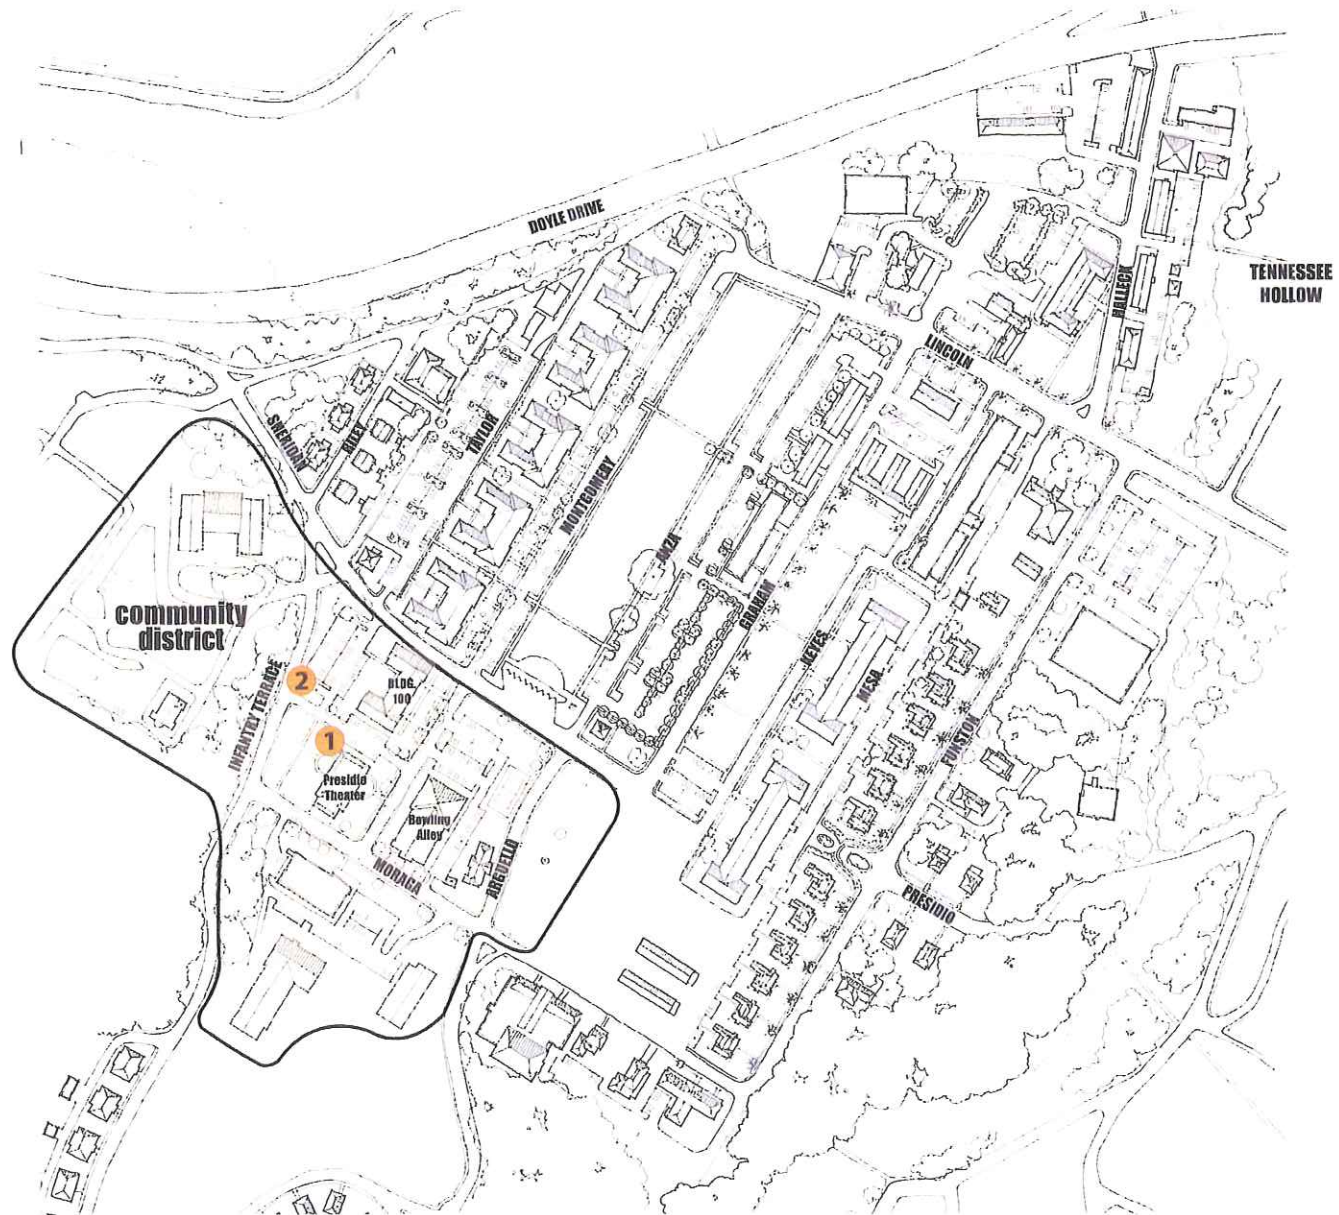 DOYLE DRIVE
TENNESSEE
HOLLOW
HALLECK
LINCOLN
SHERIDAN
RILEY
TAYLOR
MONTGOMERY
ANZA
GRAHAM
KEYES
MESA
FUNSTON
PRESIDIO
community
district
INFANTRY TERRACE
2
BLDG.
100
1
Presidio
Theater
Bowling
Alley
MORAGA
ARGUELLO